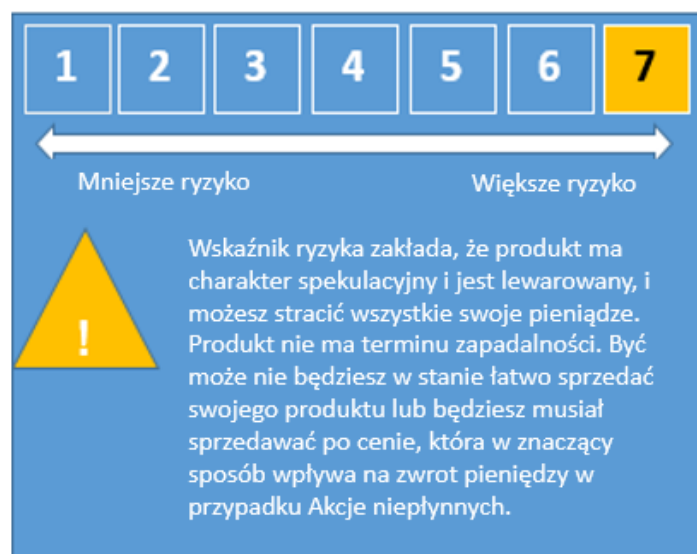 1 2 3 4 5 6 7
Mniejsze ryzyko Większe ryzyko
Wskaźnik ryzyka zakłada, że produkt ma
charakter spekulacyjny i jest lewarowany, i
możesz stracić wszystkie swoje pieniądze.
Produkt nie ma terminu zapadalności. Być
może nie będziesz w stanie łatwo sprzedać
swojego produktu lub będziesz musiał
sprzedawać po cenie, która w znaczący
sposób wpływa na zwrot pieniędzy w
przypadku Akcje niepłynnych.
!